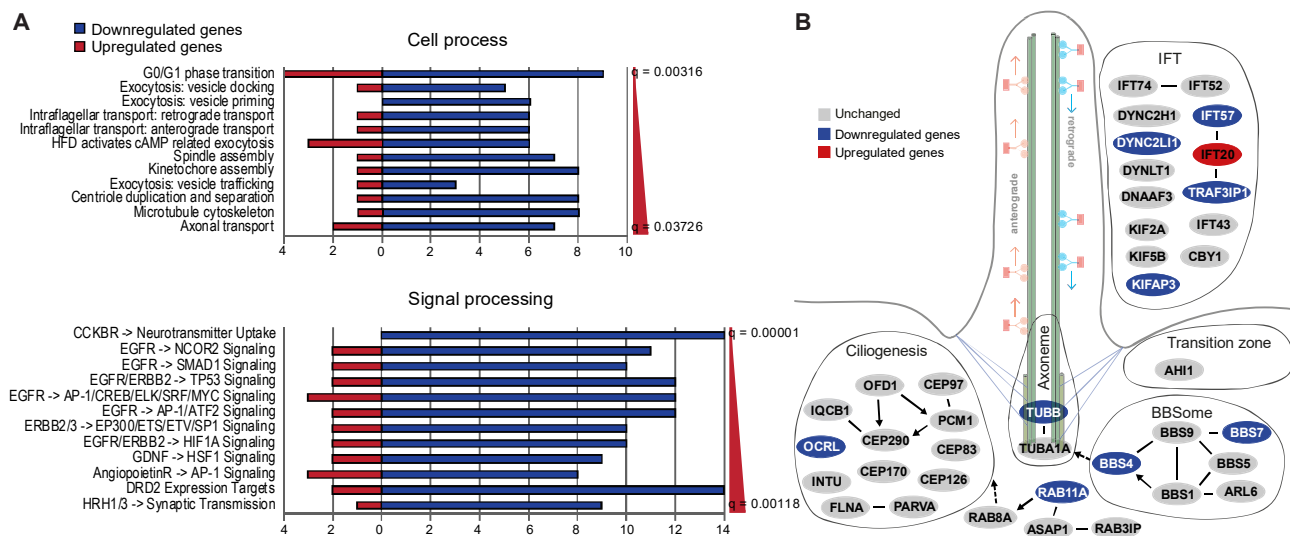 A
Downregulated genes
Upregulated genes
Cell process
G0/G1 phase transition
Exocytosis: vesicle docking
Exocytosis: vesicle priming
Intraflagellar transport: retrograde transport
Intraflagellar transport: anterograde transport
HFD activates cAMP related exocytosis
Spindle assembly
Kinetochore assembly
Exocytosis: vesicle trafficking
Centriole duplication and separation
Microtubule cytoskeleton
Axonal transport
q = 0.00316
q = 0.03726
4 2 0 2 4 6 8 10
Signal processing
CCKBR -> Neurotransmitter Uptake
EGFR -> NCOR2 Signaling
EGFR -> SMAD1 Signaling
EGFR/ERBB2 -> TP53 Signaling
EGFR -> AP-1/CREB/ELK/SRF/MYC Signaling
EGFR -> AP-1/ATF2 Signaling
ERBB2/3 -> EP300/ETS/ETV/SP1 Signaling
EGFR/ERBB2 -> HIF1A Signaling
GDNF -> HSF1 Signaling
AngiopoietinR -> AP-1 Signaling
DRD2 Expression Targets
HRH1/3 -> Synaptic Transmission
q = 0.00001
q = 0.00118
4 2 0 2 4 6 8 10 12 14
B
Unchanged
Downregulated genes
Upregulated genes
anterograde
retrograde
IFT
IFT74
IFT52
DYNC2H1
IFT57
DYNC2LI1
IFT20
DYNLT1
TRAF3IP1
DNAAF3
KIF2A
IFT43
KIF5B
CBY1
KIFAP3
Ciliogenesis
OFD1
CEP97
IQCB1
PCM1
OCRL
CEP290
CEP83
CEP170
INTU
CEP126
FLNA
PARVA
Axoneme
TUBB
TUBA1A
Transition zone
AHI1
BBSome
BBS9
BBS7
BBS4
BBS5
BBS1
ARL6
RAB11A
RAB8A
ASAP1
RAB3IP